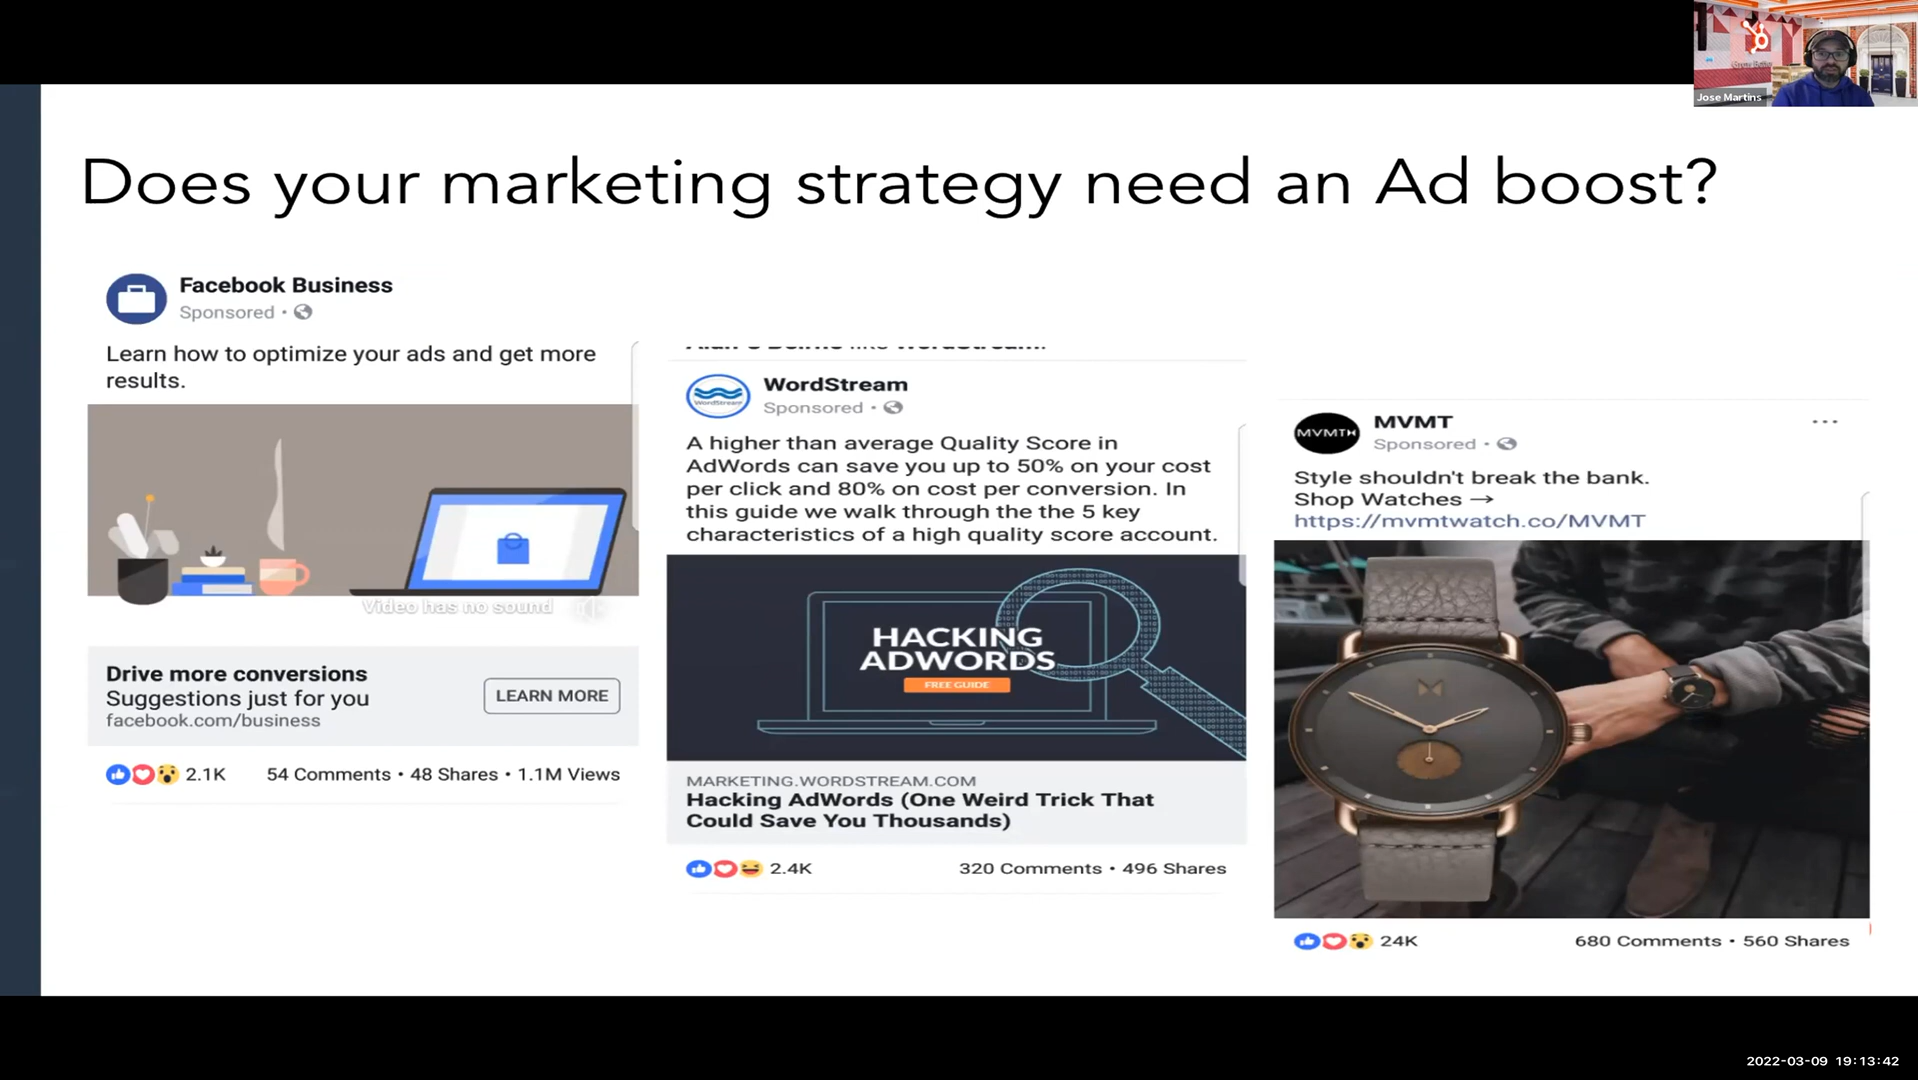 Jose Martins
Does your marketing strategy need an Ad boost?
Facebook Business
Sponsored •
Learn how to optimize your ads and get more
results.
Video has no sound
Drive more conversions
Suggestions just for you
facebook.com/business
LEARN MORE
2.1K 54 Comments • 48 Shares • 1.1M Views
WordStream
WordStream
Sponsored •
A higher than average Quality Score in
AdWords can save you up to 50% on your cost
per click and 80% on cost per conversion. In
this guide we walk through the the 5 key
characteristics of a high quality score account.
HACKING
ADWORDS
FREE GUIDE
MARKETING.WORDSTREAM.COM
Hacking AdWords (One Weird Trick That
Could Save You Thousands)
2.4K 320 Comments • 496 Shares
MVMT
MVMT
Sponsored •
Style shouldn't break the bank.
Shop Watches →
https://mvmtwatch.co/MVMT
24K 680 Comments • 560 Shares
2022-03-09 19:13:42